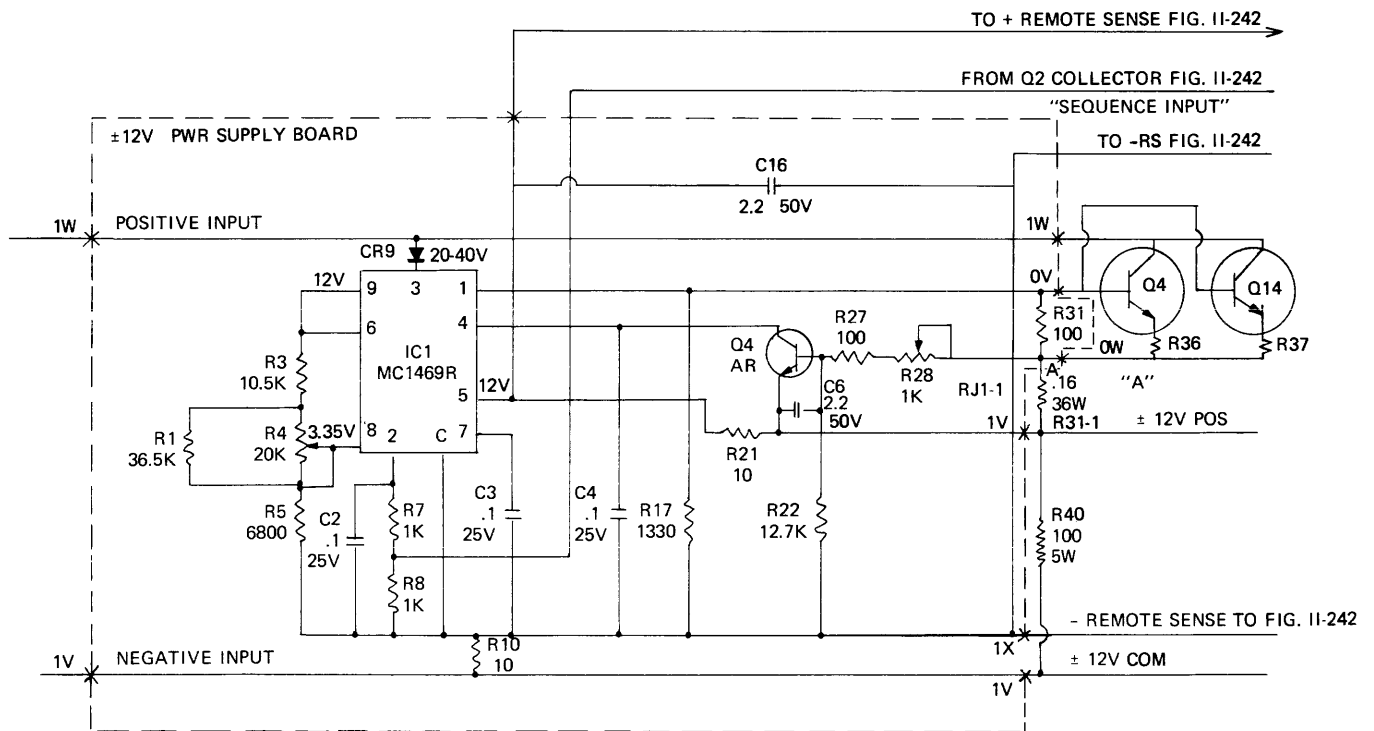 TO + REMOTE SENSE FIG. II-242
FROM Q2 COLLECTOR FIG. II-242
"SEQUENCE INPUT"
±12V PWR SUPPLY BOARD
TO -RS FIG. II-242
C16
2.2 50V
1W
POSITIVE INPUT
1W
CR9
20-40V
12V
9
3
1
0V
Q4
Q14
6
4
R27
100
R31
100
0W
R36
R37
IC1
MC1469R
Q4
AR
R3
10.5K
R28
1K
RJ1-1
A
"A"
12V
5
C6
2.2
50V
.16
36W
R31-1
± 12V POS
1V
R1
36.5K
R4
20K
3.35V
8
2
C
7
R21
10
R5
6800
C2
.1
25V
R7
1K
C3
.1
25V
C4
.1
25V
R17
1330
R22
12.7K
R40
100
5W
R8
1K
- REMOTE SENSE TO FIG. II-242
1X
R10
10
1V
NEGATIVE INPUT
± 12V COM
1V